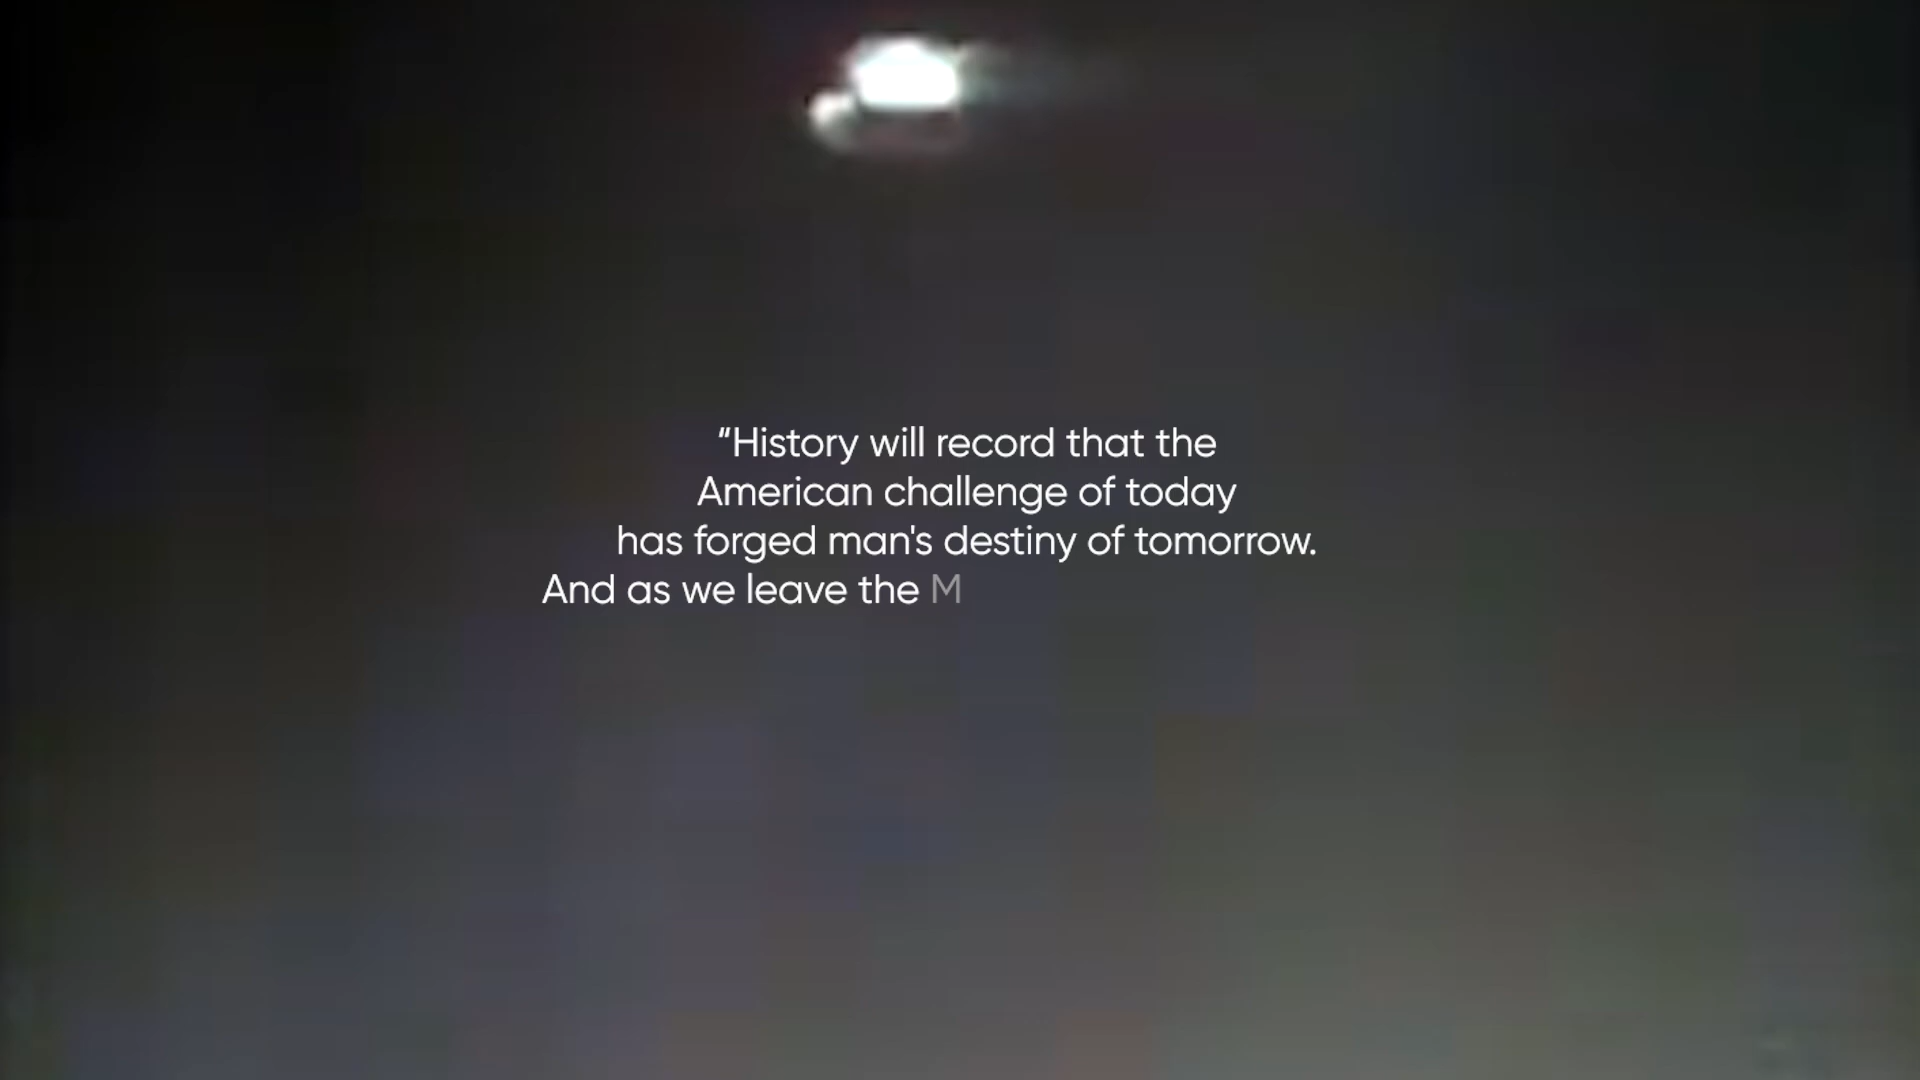 “History will record that the
American challenge of today
has forged man's destiny of tomorrow.
And as we leave the M